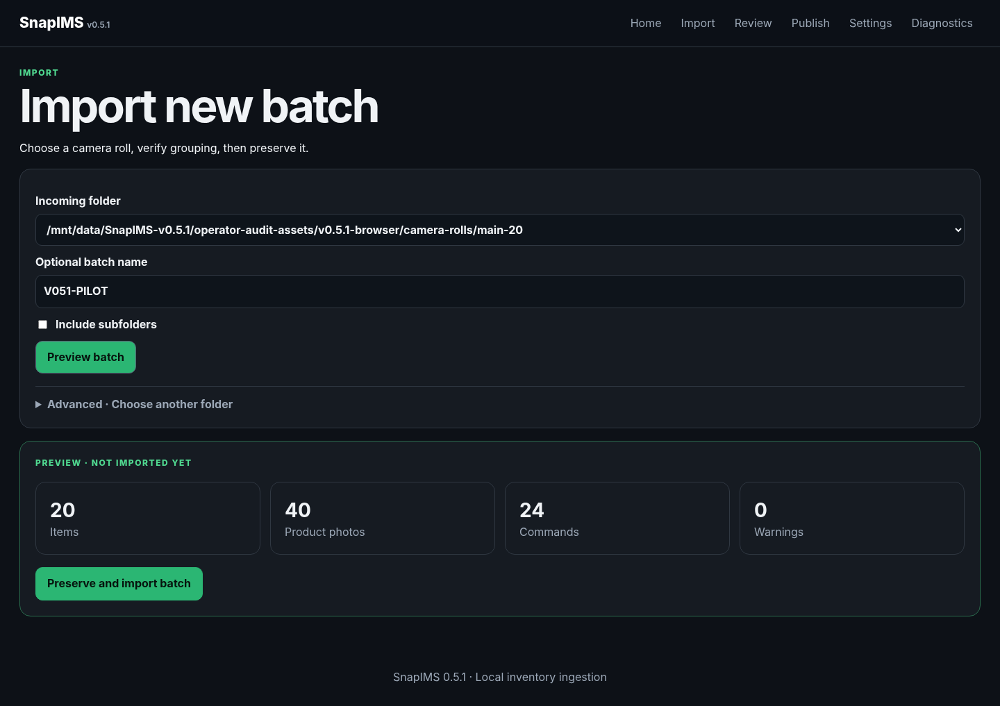 SnapIMS v0.5.1
Home Import Review Publish Settings Diagnostics
IMPORT
Import new batch
Choose a camera roll, verify grouping, then preserve it.
Incoming folder
/mnt/data/SnapIMS-v0.5.1/operator-audit-assets/v0.5.1-browser/camera-rolls/main-20
Optional batch name
V051-PILOT
Include subfolders
Preview batch
Advanced · Choose another folder
PREVIEW · NOT IMPORTED YET
20 40 24 0
Items Product photos Commands Warnings
Preserve and import batch
SnapIMS 0.5.1 · Local inventory ingestion